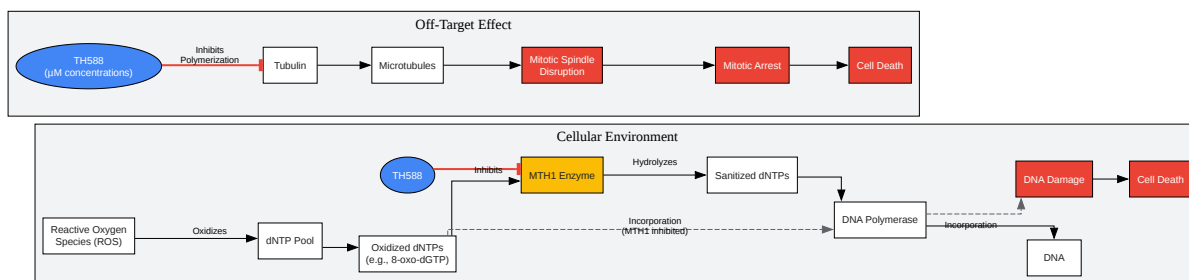 Off-Target Effect
TH588
(µM concentrations)
Inhibits
Polymerization
Tubulin
Microtubules
Mitotic Spindle
Disruption
Mitotic Arrest
Cell Death
Cellular Environment
TH588
Inhibits
MTH1 Enzyme
Hydrolyzes
Sanitized dNTPs
DNA Damage
Cell Death
Reactive Oxygen
Species (ROS)
Oxidizes
dNTP Pool
Oxidized dNTPs
(e.g., 8-oxo-dGTP)
Incorporation
(MTH1 inhibited)
DNA Polymerase
Incorporation
DNA